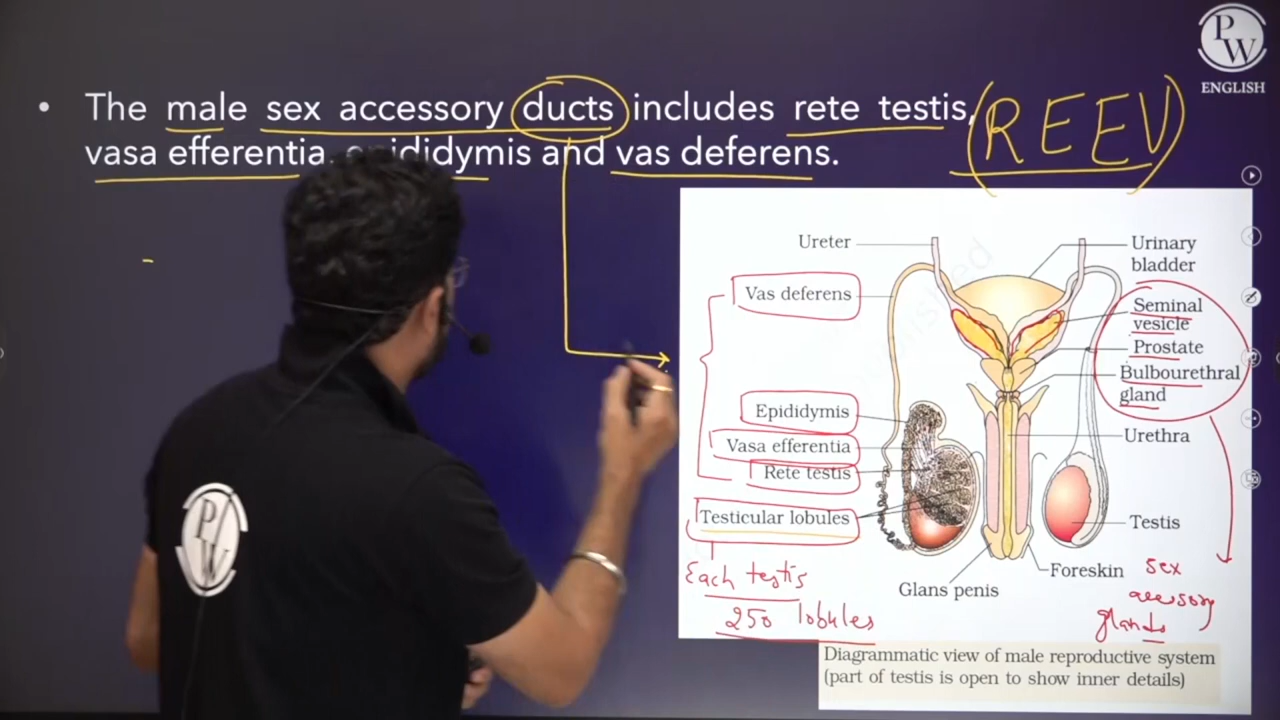 PW
ENGLISH
• The male sex accessory ducts includes rete testis, (REEV)
vasa efferentia, epididymis and vas deferens.
Ureter
Urinary
bladder
Vas deferens
Seminal
vesicle
Prostate
Bulbourethral
gland
Epididymis
Vasa efferentia
Urethra
Rete testis
Testicular lobules
Testis
Foreskin
Glans penis
Each testis
250 lobules
sex
accessory
glands
Diagrammatic view of male reproductive system
(part of testis is open to show inner details)
PW